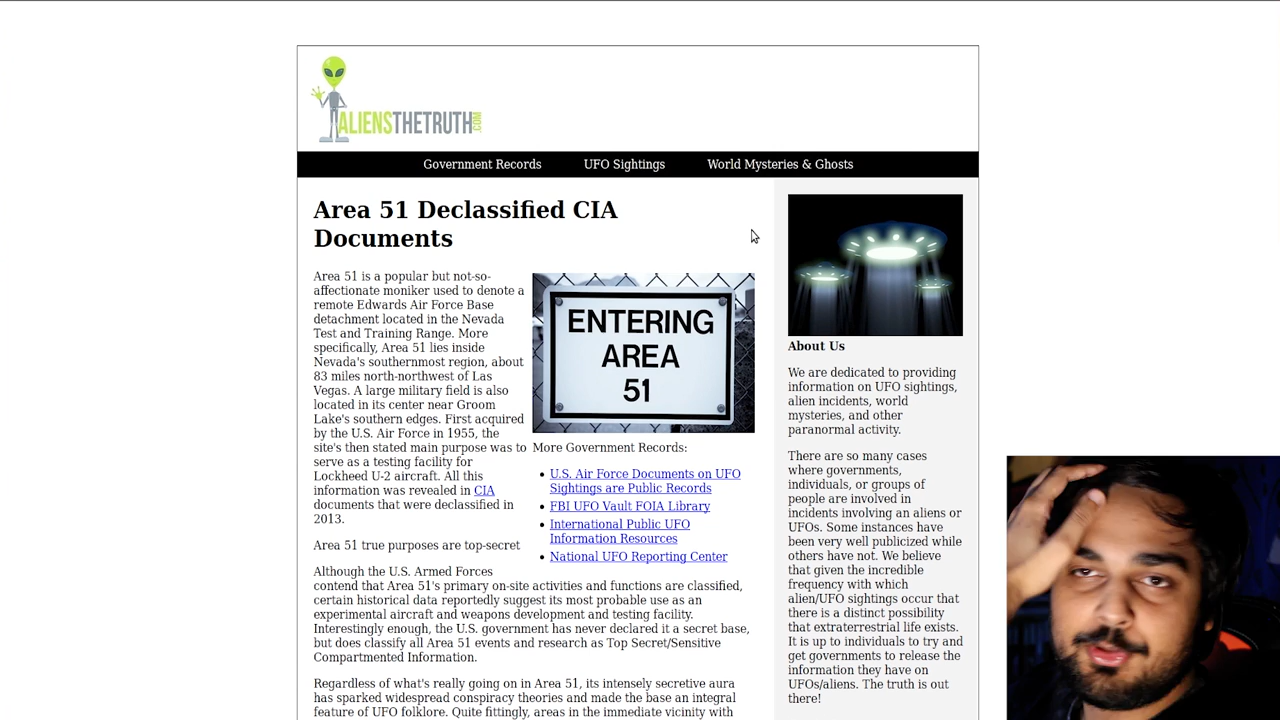 ALIENSTHETRUTH.COM
Government Records UFO Sightings World Mysteries & Ghosts
Area 51 Declassified CIA
Documents
Area 51 is a popular but not-so-
affectionate moniker used to denote a
remote Edwards Air Force Base
detachment located in the Nevada
Test and Training Range. More
specifically, Area 51 lies inside
Nevada's southernmost region, about
83 miles north-northwest of Las
Vegas. A large military field is also
located in its center near Groom
Lake's southern edges. First acquired
by the U.S. Air Force in 1955, the
site's then stated main purpose was to
serve as a testing facility for
Lockheed U-2 aircraft. All this
information was revealed in CIA
documents that were declassified in
2013.
ENTERING
AREA
51
More Government Records:
U.S. Air Force Documents on UFO
Sightings are Public Records
FBI UFO Vault FOIA Library
International Public UFO
Information Resources
National UFO Reporting Center
Area 51 true purposes are top-secret
Although the U.S. Armed Forces
contend that Area 51's primary on-site activities and functions are classified,
certain historical data reportedly suggest its most probable use as an
experimental aircraft and weapons development and testing facility.
Interestingly enough, the U.S. government has never declared it a secret base,
but does classify all Area 51 events and research as Top Secret/Sensitive
Compartmented Information.
Regardless of what's really going on in Area 51, its intensely secretive aura
has sparked widespread conspiracy theories and made the base an integral
feature of UFO folklore. Quite fittingly, areas in the immediate vicinity with
About Us
We are dedicated to providing
information on UFO sightings,
alien incidents, world
mysteries, and other
paranormal activity.
There are so many cases
where governments,
individuals, or groups of
people are involved in
incidents involving an aliens or
UFOs. Some instances have
been very well publicized while
others have not. We believe
that given the incredible
frequency with which
alien/UFO sightings occur that
there is a distinct possibility
that extraterrestrial life exists.
It is up to individuals to try and
get governments to release the
information they have on
UFOs/aliens. The truth is out
there!